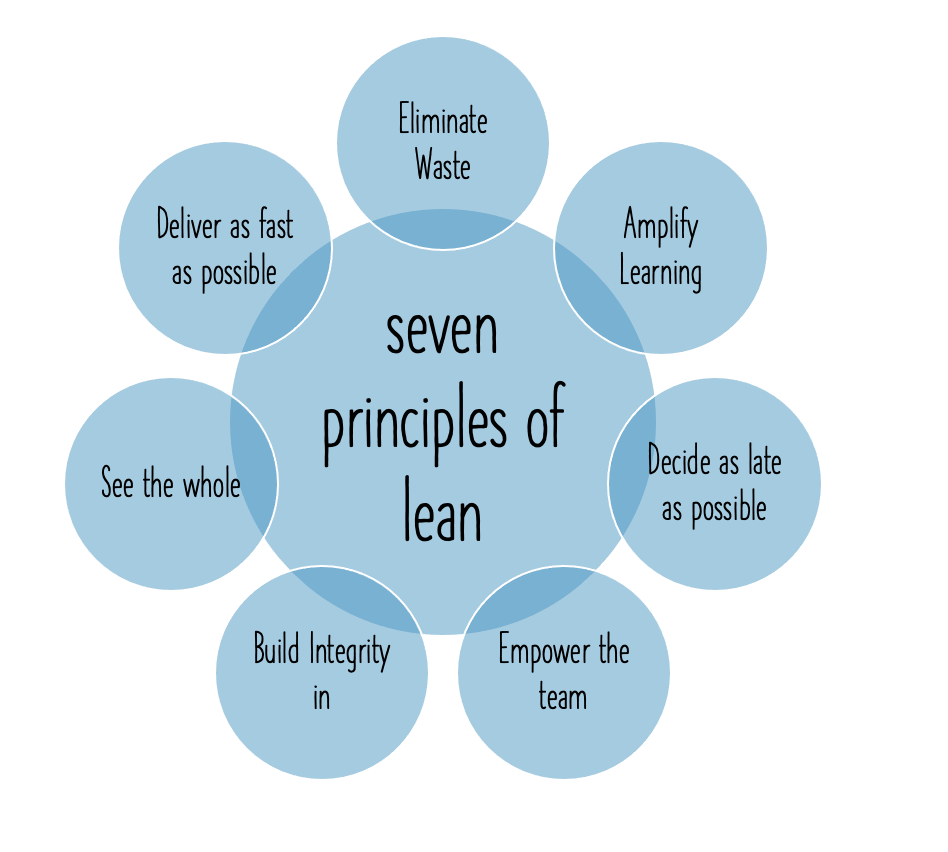 Eliminate
Waste
Amplify
Learning
Decide as late
as possible
Empower the
team
Build Integrity
in
See the whole
Deliver as fast
as possible
seven
principles of
lean